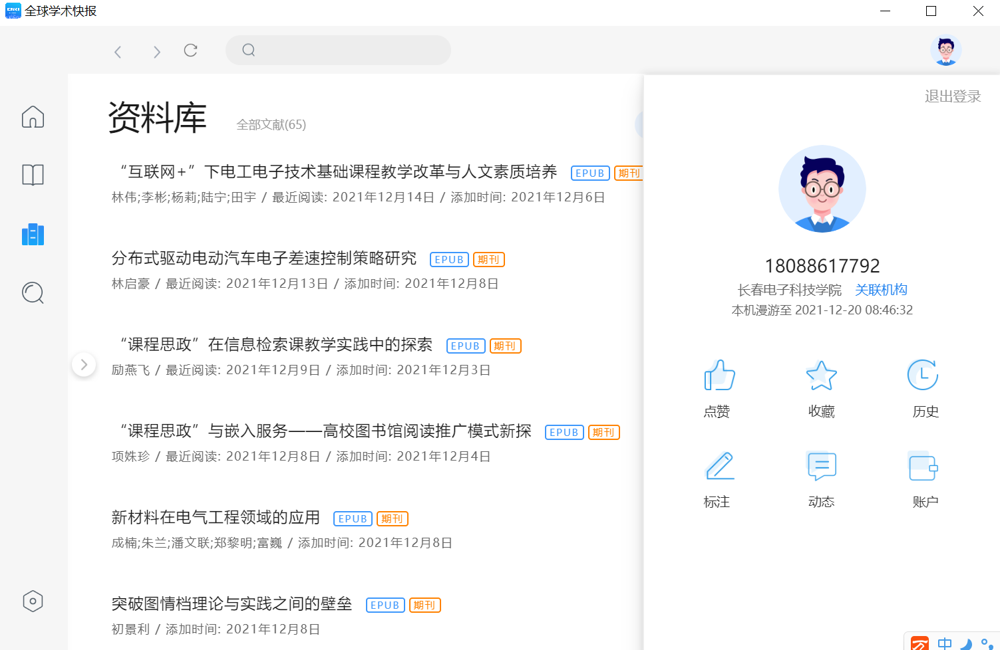 CNKI
全球学术快报
退出登录
资料库
全部文献(65)
“互联网+”下电工电子技术基础课程教学改革与人文素质培养 EPUB 期刊
林伟;李彬;杨莉;陆宁;田宇 / 最近阅读: 2021年12月14日 / 添加时间: 2021年12月6日
分布式驱动电动汽车电子差速控制策略研究 EPUB 期刊
林启豪 / 最近阅读: 2021年12月13日 / 添加时间: 2021年12月8日
“课程思政”在信息检索课教学实践中的探索 EPUB 期刊
励燕飞 / 最近阅读: 2021年12月9日 / 添加时间: 2021年12月3日
“课程思政”与嵌入服务——高校图书馆阅读推广模式新探 EPUB 期刊
项姝珍 / 最近阅读: 2021年12月8日 / 添加时间: 2021年12月4日
新材料在电气工程领域的应用 EPUB 期刊
成楠;朱兰;潘文联;郑黎明;富巍 / 添加时间: 2021年12月8日
突破图情档理论与实践之间的壁垒 EPUB 期刊
初景利 / 添加时间: 2021年12月8日
18088617792
长春电子科技学院 关联机构
本机漫游至 2021-12-20 08:46:32
点赞 收藏 历史
标注 动态 账户
中